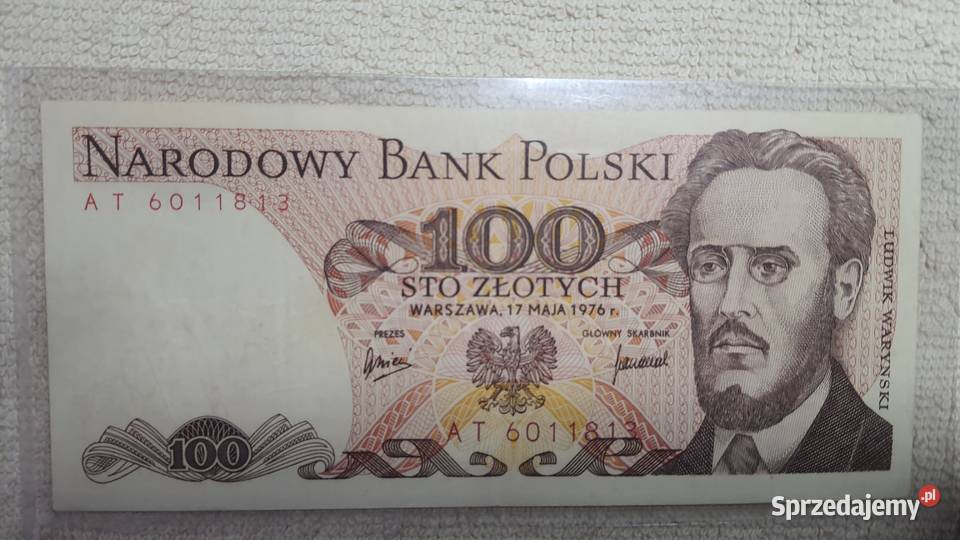 NARODOWY BANK POLSKI
AT 6011813
100
STO ZŁOTYCH
WARSZAWA, 17 MAJA 1976 r.
PREZES
GŁÓWNY SKARBNIK
LUDWIK WARYŃSKI
AT 6011813
100
Sprzedajemy.pl